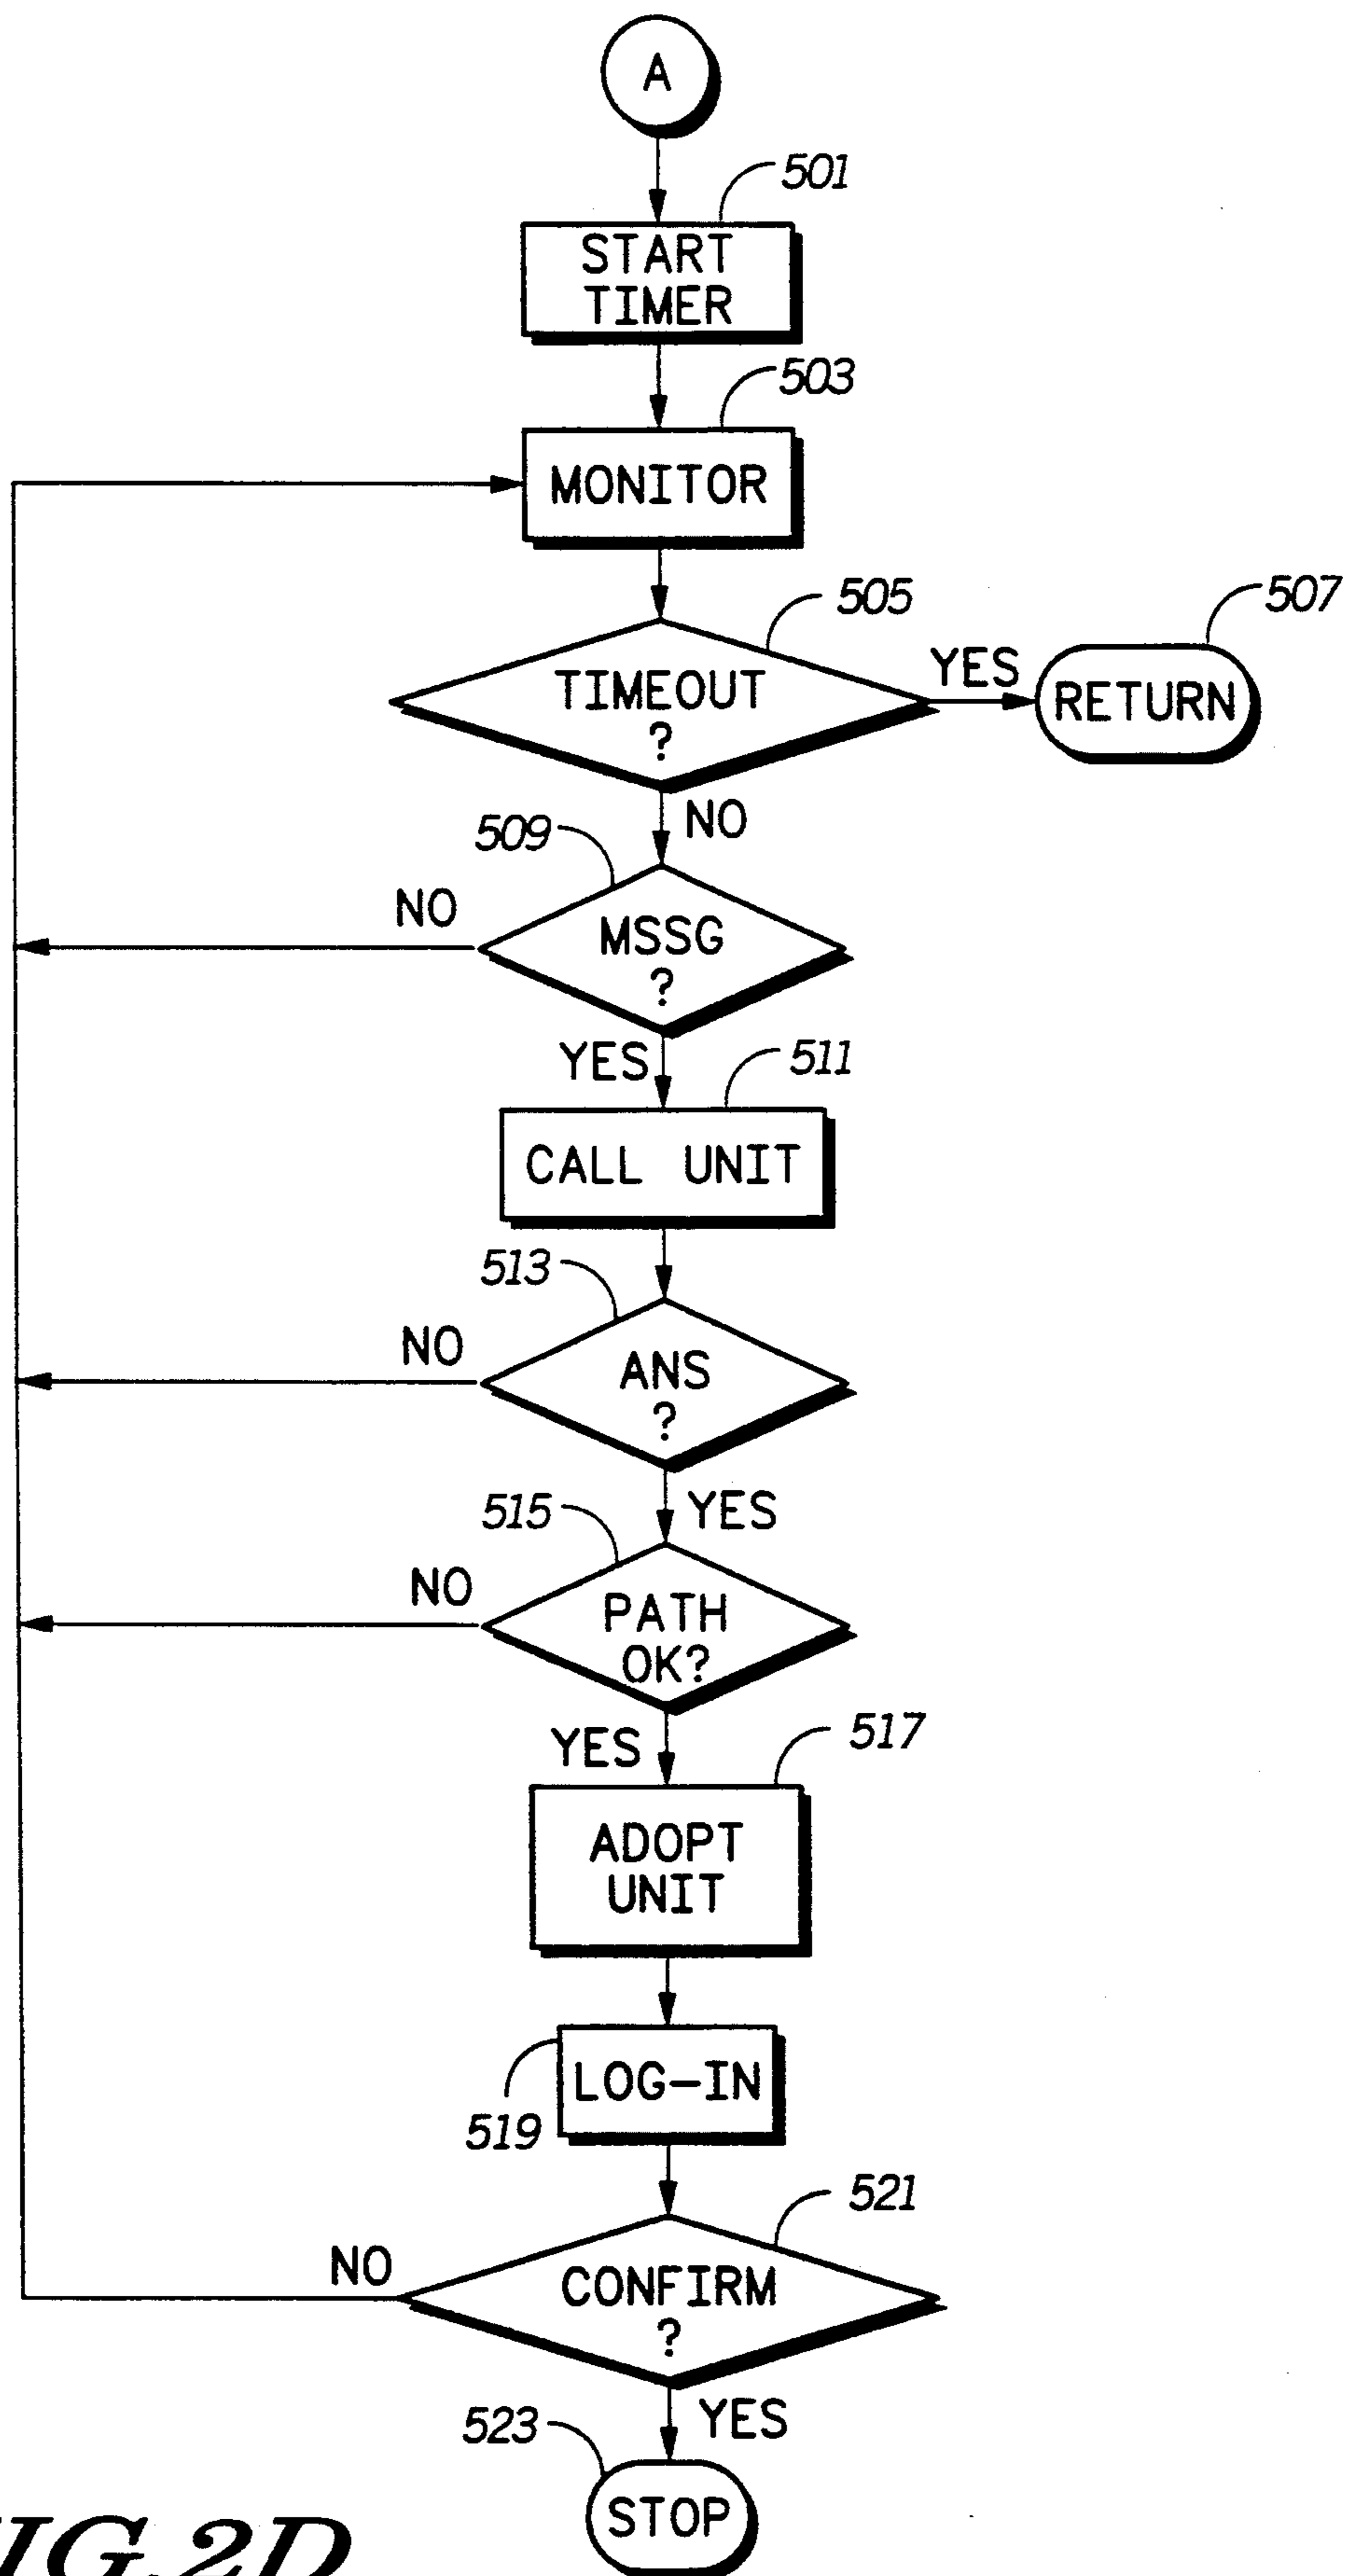 A
501
START
TIMER
503
MONITOR
505
TIMEOUT
?
YES
507
RETURN
NO
509
MSSG
?
NO
YES
511
CALL UNIT
513
ANS
?
NO
YES
515
PATH
OK?
NO
YES
517
ADOPT
UNIT
519
LOG-IN
521
CONFIRM
?
NO
YES
523
STOP
FIG.2D